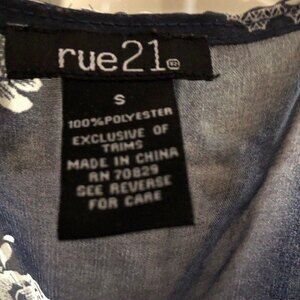 rue21
S
100%POLYESTER
EXCLUSIVE OF
TRIMS
MADE IN CHINA
RN 70829
SEE REVERSE
FOR CARE